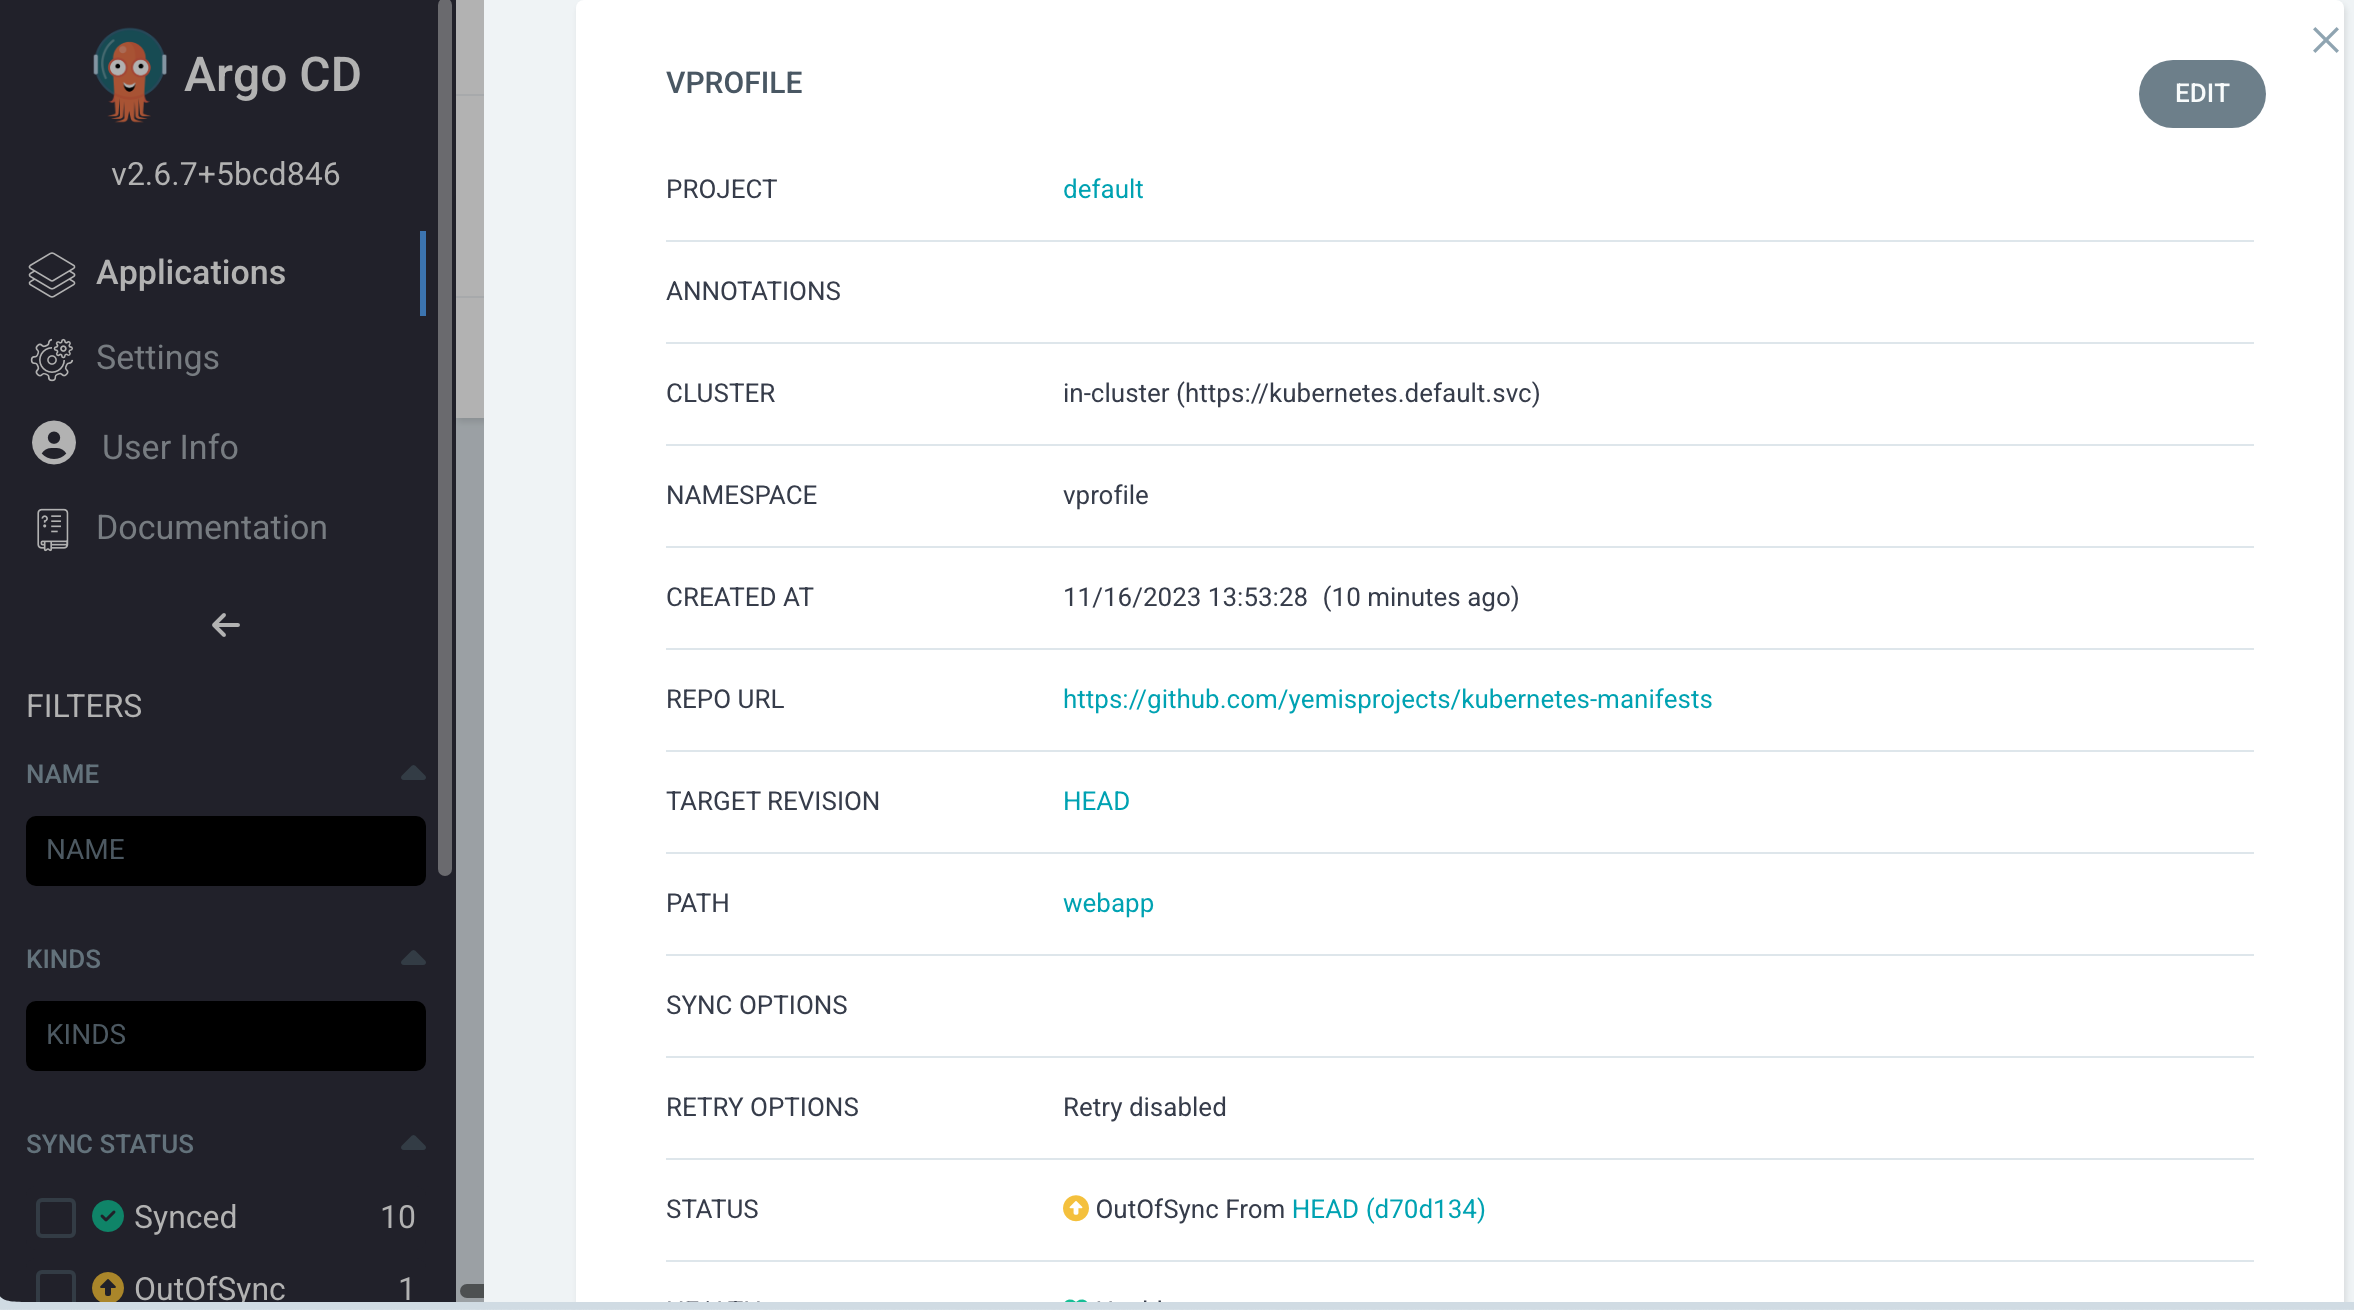 Argo CD
v2.6.7+5bcd846
Applications
Settings
User Info
Documentation
FILTERS
NAME
NAME
KINDS
KINDS
SYNC STATUS
Synced 10
OutOfSync 1
VPROFILE
EDIT
PROJECT default
ANNOTATIONS
CLUSTER in-cluster (https://kubernetes.default.svc)
NAMESPACE vprofile
CREATED AT 11/16/2023 13:53:28 (10 minutes ago)
REPO URL https://github.com/yemisprojects/kubernetes-manifests
TARGET REVISION HEAD
PATH webapp
SYNC OPTIONS
RETRY OPTIONS Retry disabled
STATUS OutOfSync From HEAD (d70d134)